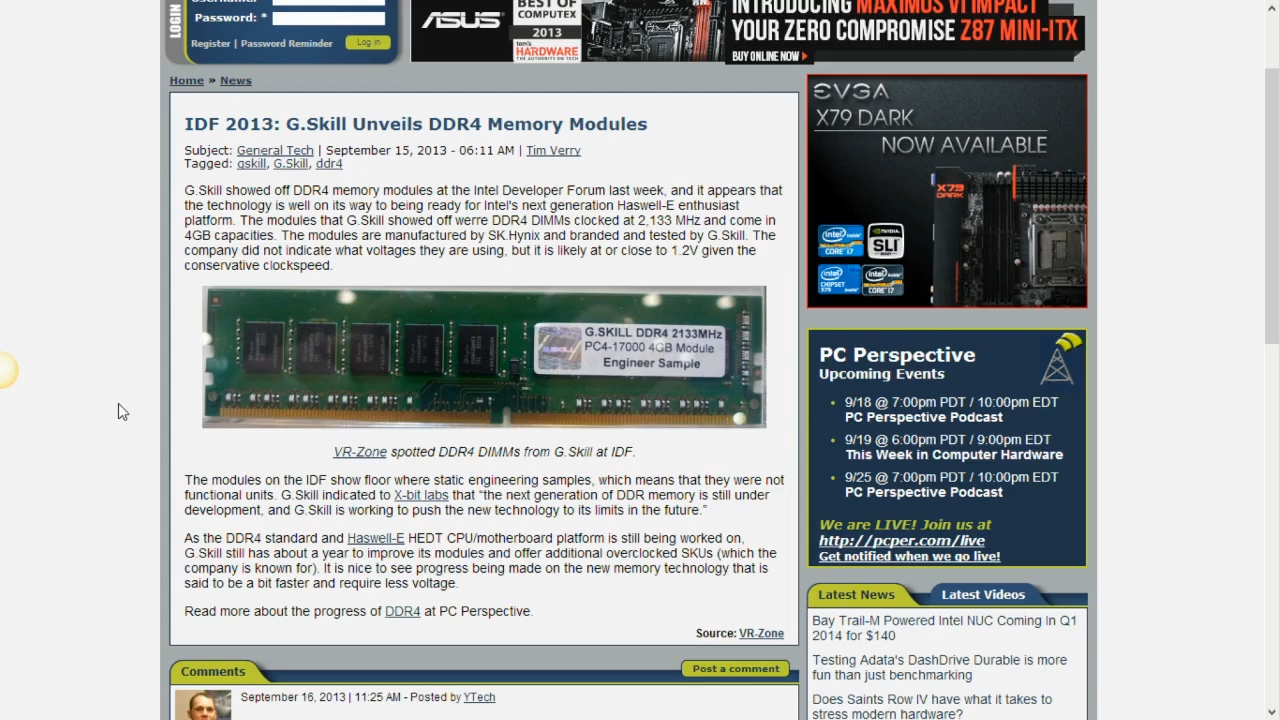 LOGIN
Password: *
Register | Password Reminder
Log in
ASUS
BEST OF
COMPUTEX
2013
tom's
HARDWARE
THE AUTHORITY ON TECH
INTRODUCING MAXIMUS VI IMPACT
YOUR ZERO COMPROMISE Z87 MINI-ITX
BUY ONLINE NOW
Home » News
IDF 2013: G.Skill Unveils DDR4 Memory Modules
Subject: General Tech | September 15, 2013 - 06:11 AM | Tim Verry
Tagged: gskill, G.Skill, ddr4
G.Skill showed off DDR4 memory modules at the Intel Developer Forum last week, and it appears that
the technology is well on its way to being ready for Intel's next generation Haswell-E enthusiast
platform. The modules that G.Skill showed off werre DDR4 DIMMs clocked at 2,133 MHz and come in
4GB capacities. The modules are manufactured by SK.Hynix and branded and tested by G.Skill. The
company did not indicate what voltages they are using, but it is likely at or close to 1.2V given the
conservative clockspeed.
G.SKILL DDR4 2133MHz
PC4-17000 4GB Module
Engineer Sample
VR-Zone spotted DDR4 DIMMs from G.Skill at IDF.
The modules on the IDF show floor where static engineering samples, which means that they were not
functional units. G.Skill indicated to X-bit labs that “the next generation of DDR memory is still under
development, and G.Skill is working to push the new technology to its limits in the future.”
As the DDR4 standard and Haswell-E HEDT CPU/motherboard platform is still being worked on,
G.Skill still has about a year to improve its modules and offer additional overclocked SKUs (which the
company is known for). It is nice to see progress being made on the new memory technology that is
said to be a bit faster and require less voltage.
Read more about the progress of DDR4 at PC Perspective.
Source: VR-Zone
Comments
Post a comment
September 16, 2013 | 11:25 AM - Posted by YTech
EVGA
X79 DARK
NOW AVAILABLE
X79
DARK
intel
CORE i7
NVIDIA
SLI
intel
CHIPSET
X79
intel
CORE i7
PC Perspective
Upcoming Events
9/18 @ 7:00pm PDT / 10:00pm EDT
PC Perspective Podcast
9/19 @ 6:00pm PDT / 9:00pm EDT
This Week in Computer Hardware
9/25 @ 7:00pm PDT / 10:00pm EDT
PC Perspective Podcast
We are LIVE! Join us at
http://pcper.com/live
Get notified when we go live!
Latest News
Latest Videos
Bay Trail-M Powered Intel NUC Coming In Q1
2014 for $140
Testing Adata's DashDrive Durable is more
fun than just benchmarking
Does Saints Row IV have what it takes to
stress modern hardware?